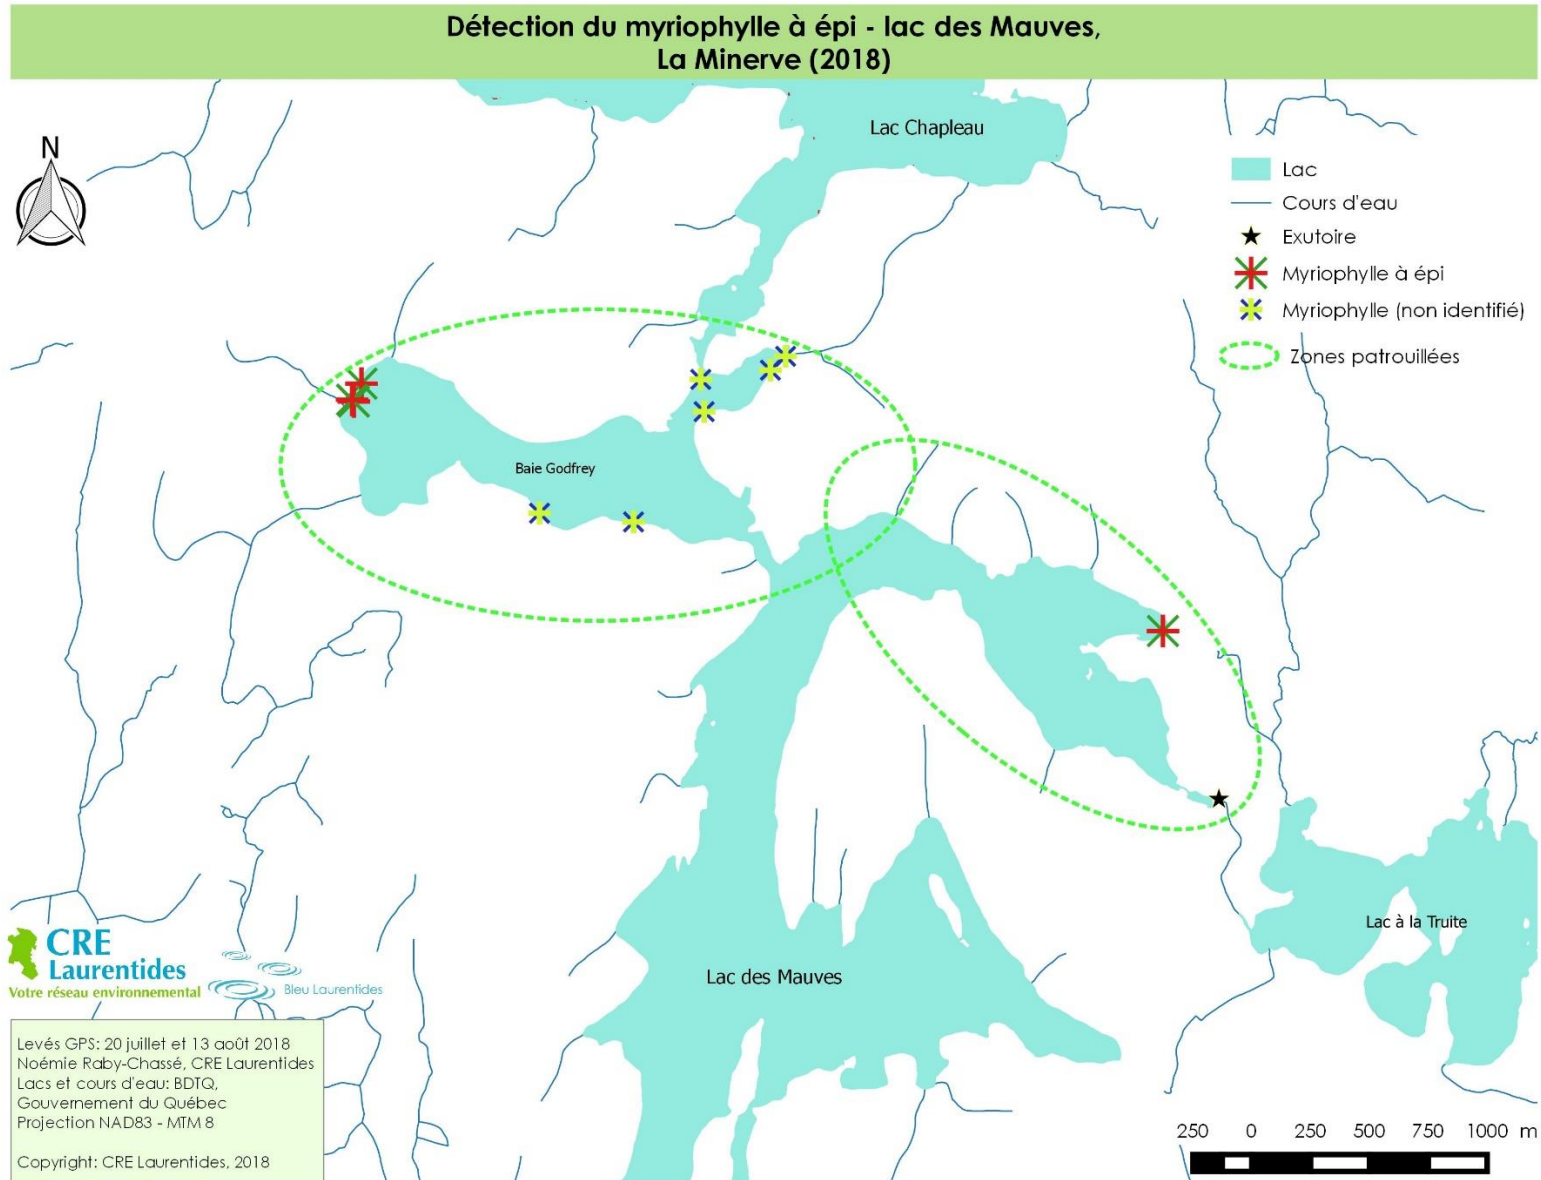 Détection du myriophylle à épi - lac des Mauves,
La Minerve (2018)
N
Lac Chapleau
Lac
Cours d'eau
Exutoire
Myriophylle à épi
Myriophylle (non identifié)
Zones patrouillées
Baie Godfrey
Lac à la Truite
Lac des Mauves
CRE
Laurentides
Votre réseau environnemental
Bleu Laurentides
Levés GPS: 20 juillet et 13 août 2018
Noémie Raby-Chassé, CRE Laurentides
Lacs et cours d'eau: BDTQ,
Gouvernement du Québec
Projection NAD83 - MTM 8
Copyright: CRE Laurentides, 2018
250 0 250 500 750 1000 m